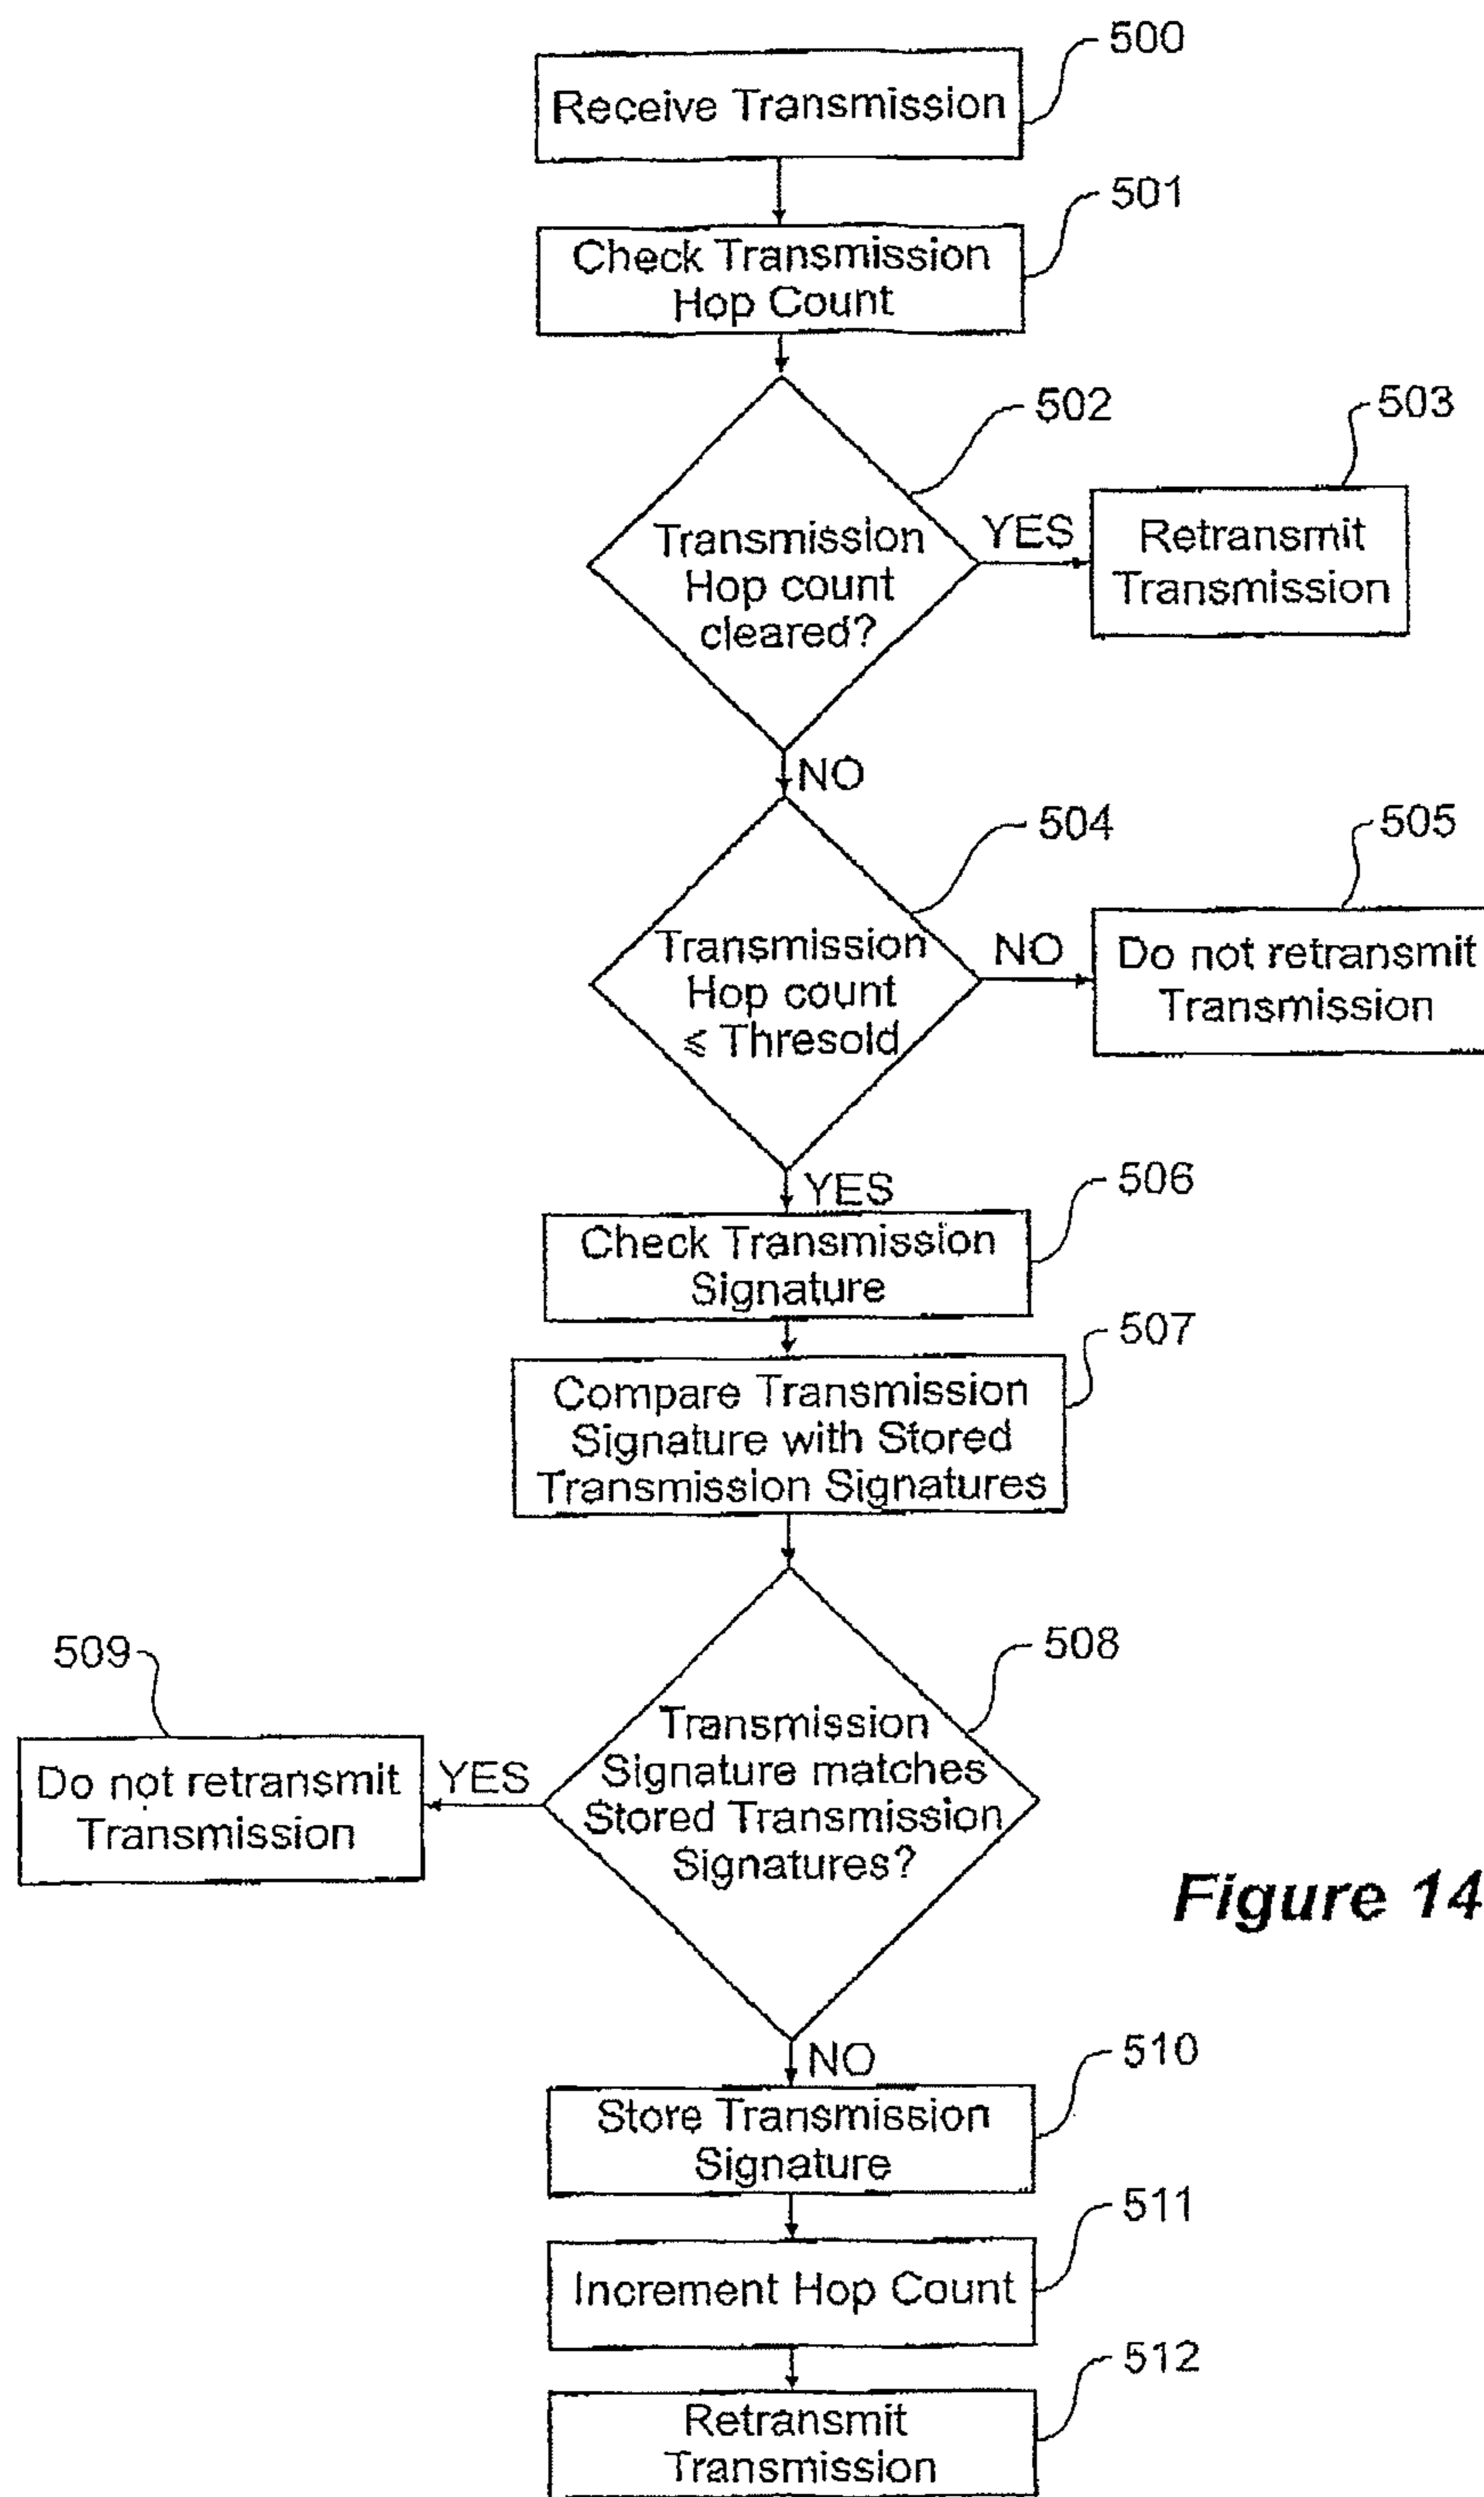 500
Receive Transmission
501
Check Transmission
Hop Count
502
503
Transmission
Hop count
cleared?
YES
Retransmit
Transmission
NO
504
505
Transmission
Hop count
⩽ Thresold
NO
Do not retransmit
Transmission
YES
506
Check Transmission
Signature
507
Compare Transmission
Signature with Stored
Transmission Signatures
509
508
Do not retransmit
Transmission
YES
Transmission
Signature matches
Stored Transmission
Signatures?
Figure 14
NO
510
Store Transmission
Signature
511
Increment Hop Count
512
Retransmit
Transmission